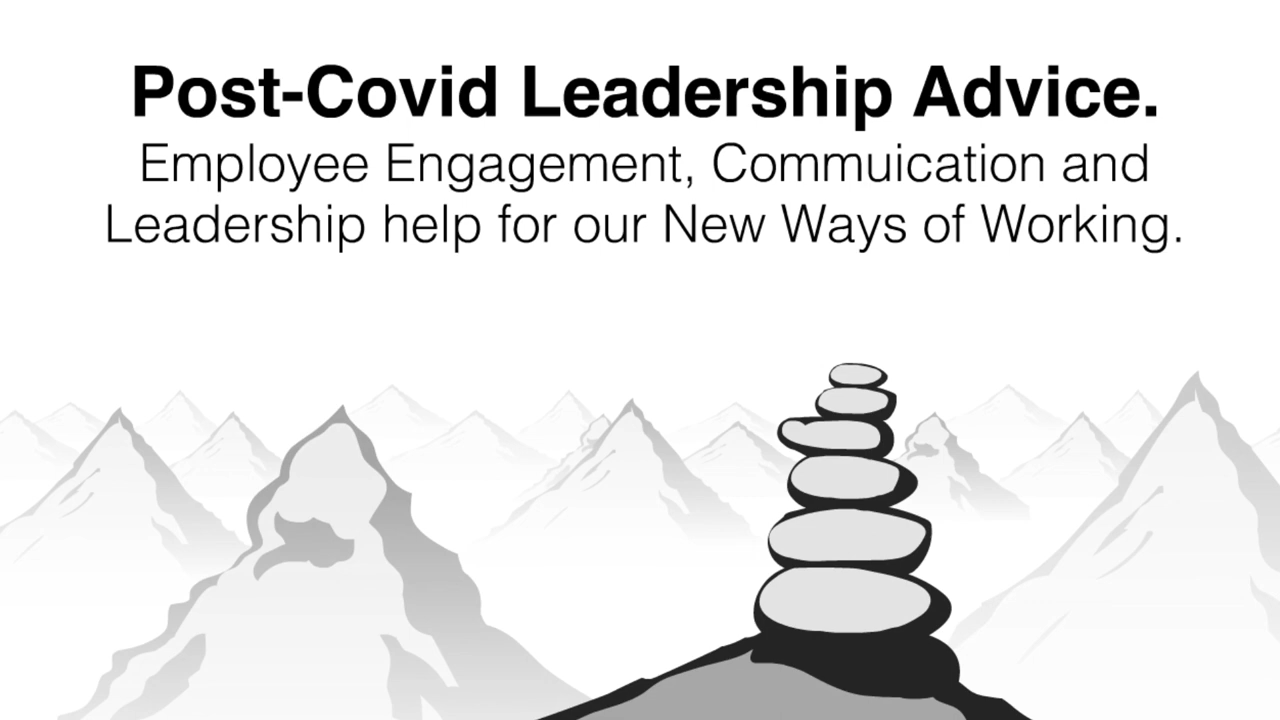 Post-Covid Leadership Advice.
Employee Engagement, Commuication and
Leadership help for our New Ways of Working.